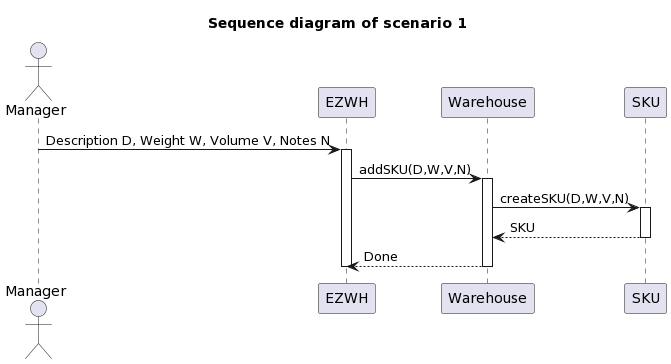 Sequence diagram of scenario 1
Manager
EZWH
Warehouse
SKU
Description D, Weight W, Volume V, Notes N
addSKU(D,W,V,N)
createSKU(D,W,V,N)
SKU
Done
Manager
EZWH
Warehouse
SKU